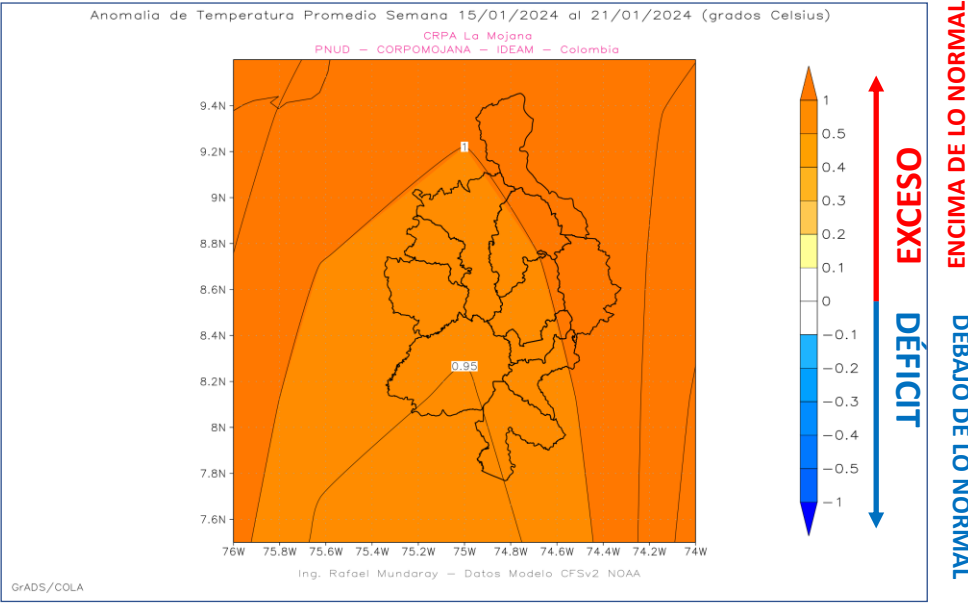 Anomalia de Temperatura Promedio Semana 15/01/2024 al 21/01/2024 (grados Celsius)
CRPA La Mojana
PNUD – CORPOMOJANA – IDEAM – Colombia
9.4N
9.2N
9N
8.8N
8.6N
8.4N
8.2N
8N
7.8N
7.6N
1
0.95
76W 75.8W 75.6W 75.4W 75.2W 75W 74.8W 74.6W 74.4W 74.2W 74W
1
0.5
0.4
0.3
0.2
0.1
0
−0.1
−0.2
−0.3
−0.4
−0.5
−1
EXCESO
DÉFICIT
ENCIMA DE LO NORMAL
DEBAJO DE LO NORMAL
Ing. Rafael Mundaray – Datos Modelo CFSv2 NOAA
GrADS/COLA